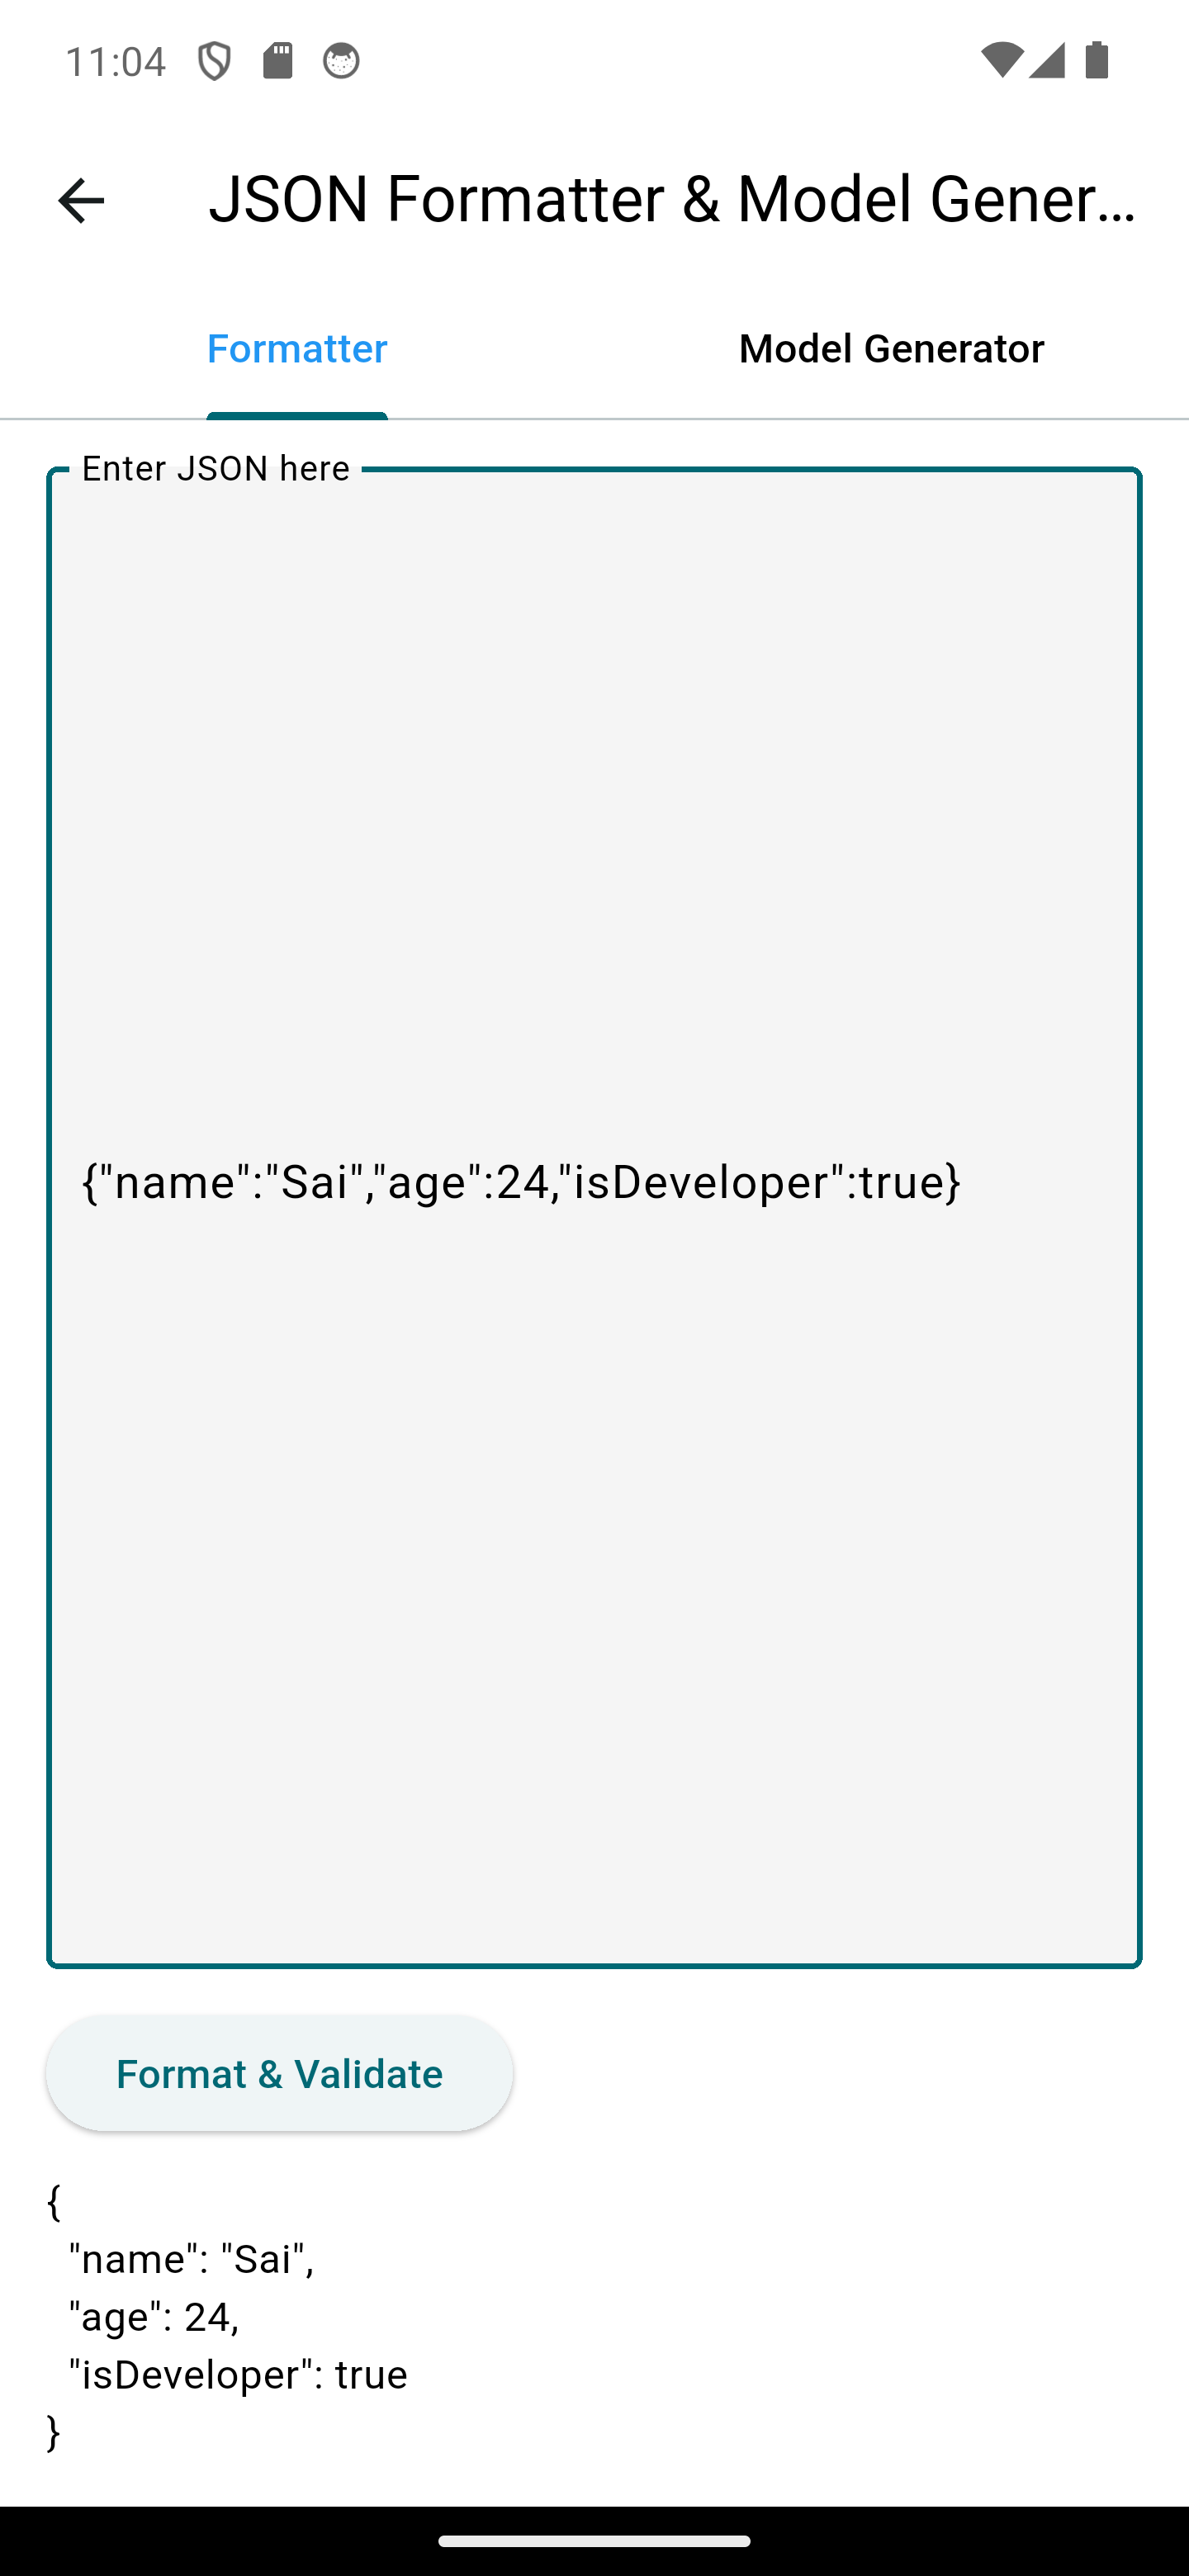 11:04
JSON Formatter & Model Gener...
Formatter
Model Generator
Enter JSON here
{"name":"Sai","age":24,"isDeveloper":true}
Format & Validate
{
  "name": "Sai",
  "age": 24,
  "isDeveloper": true
}